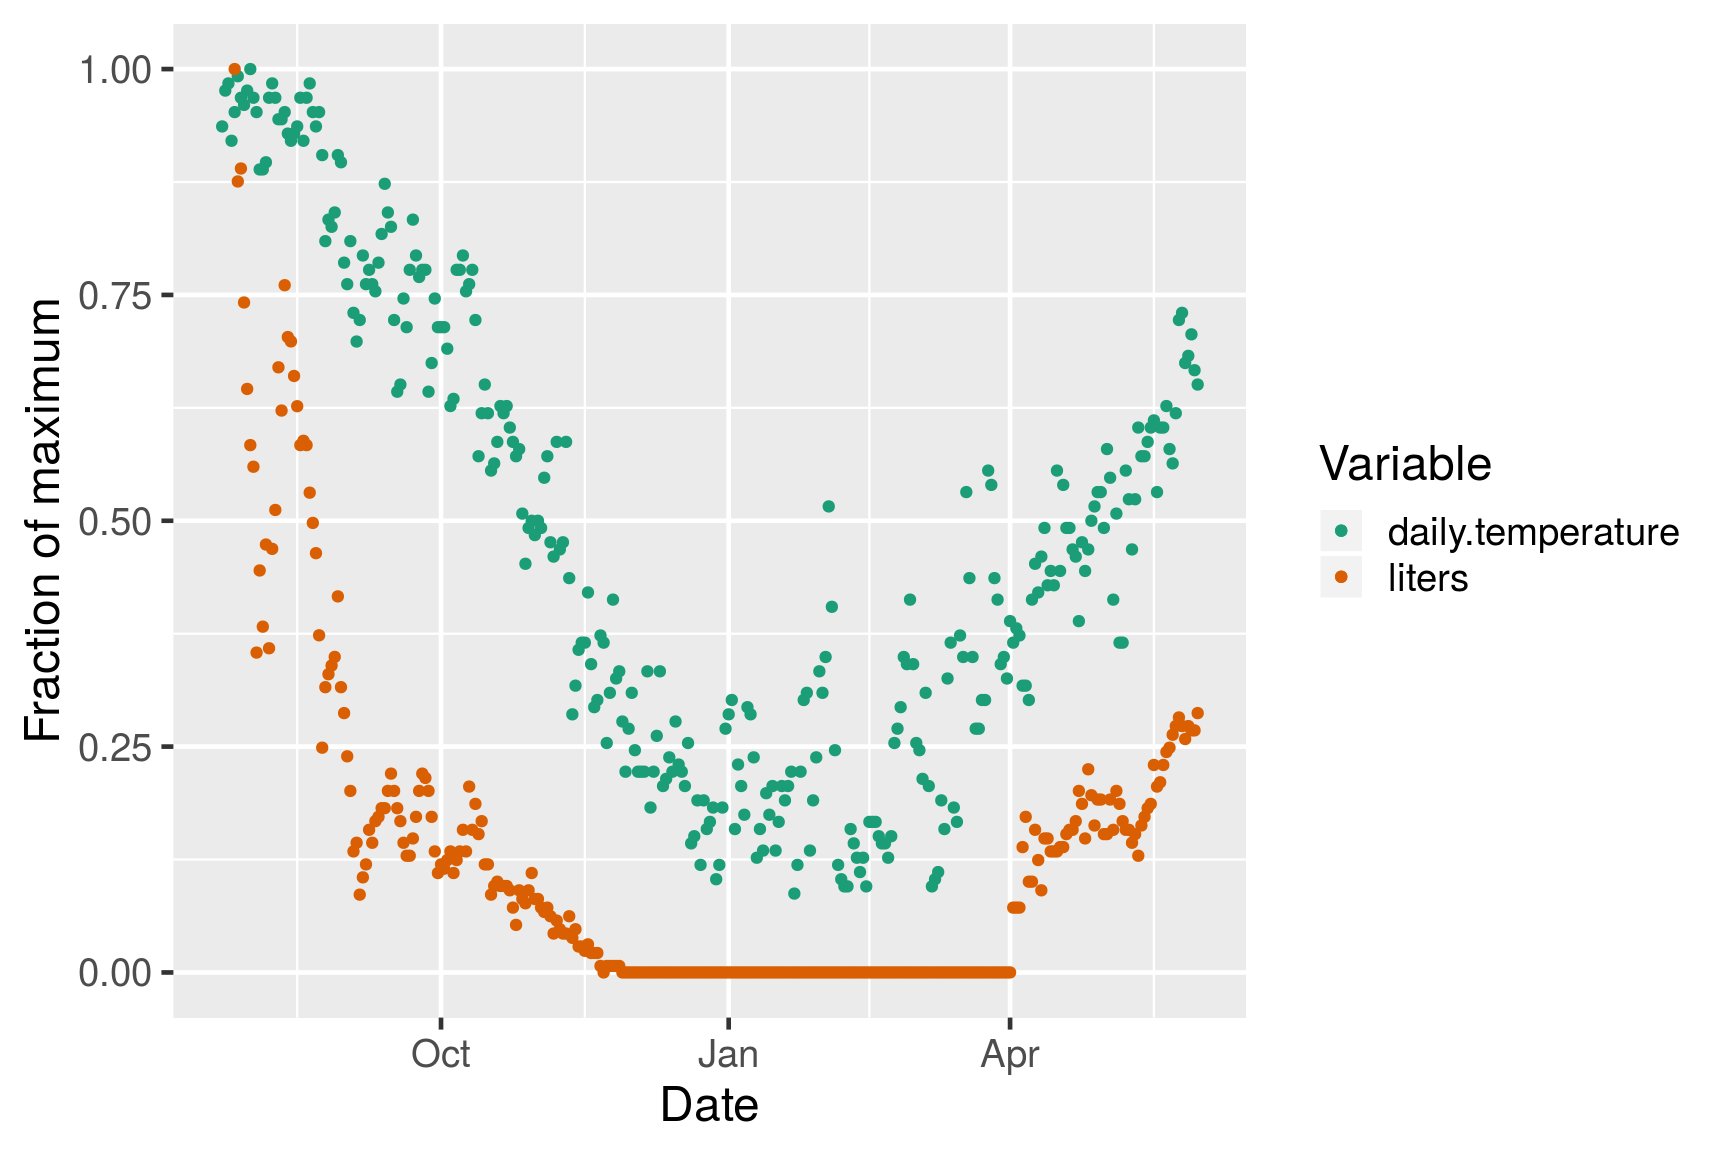 Fraction of maximum
1.00
0.75
0.50
0.25
0.00
Oct
Jan
Apr
Date
Variable
daily.temperature
liters